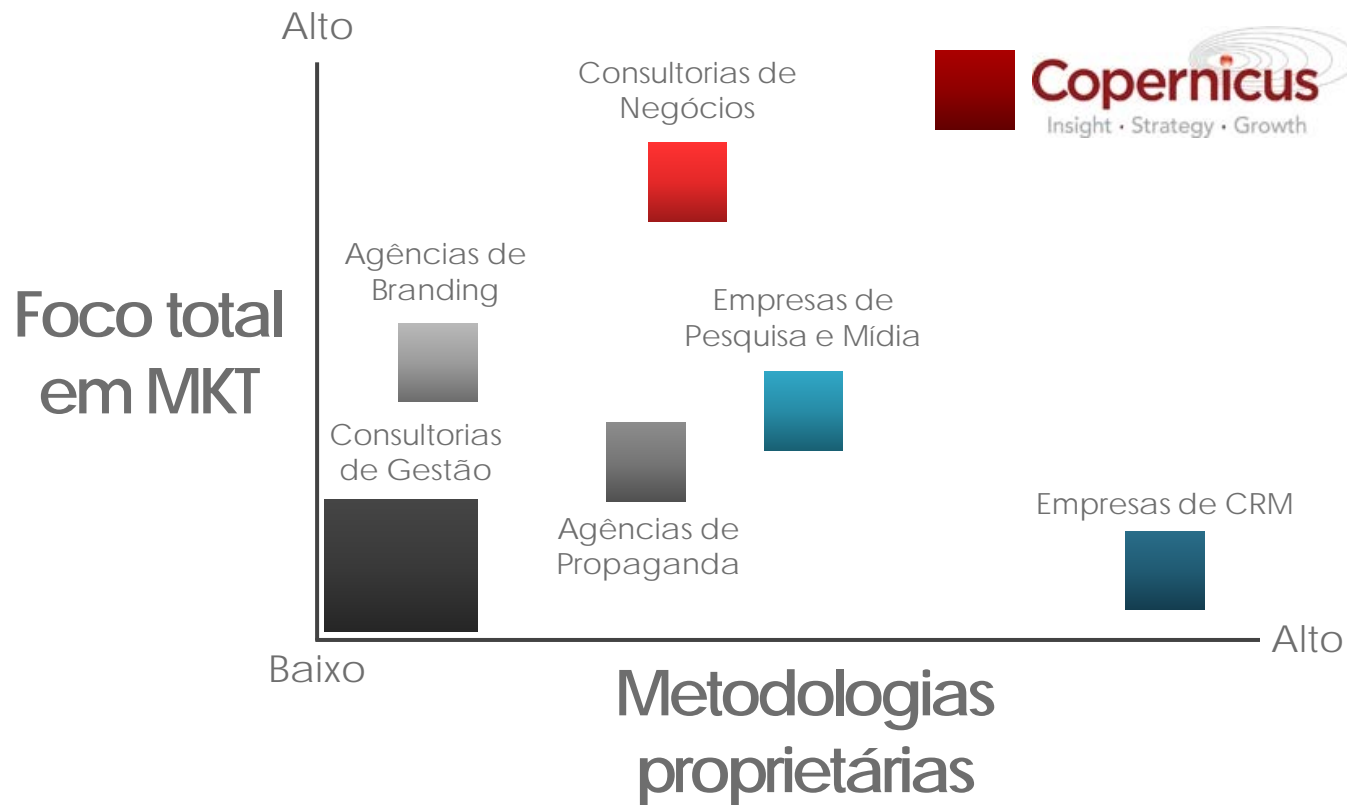 Alto
Consultorias de
Negócios
Copernicus
Insight • Strategy • Growth
Agências de
Branding
Foco total
em MKT
Empresas de
Pesquisa e Mídia
Consultorias
de Gestão
Agências de
Propaganda
Empresas de CRM
Baixo
Alto
Metodologias
proprietárias